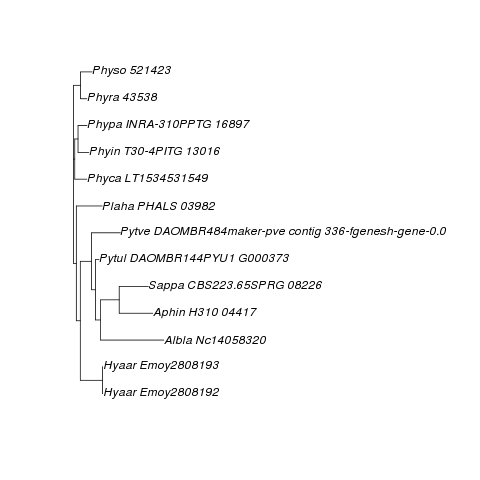 Physo 521423
Phyra 43538
Phypa INRA-310PPTG 16897
Phyin T30-4PITG 13016
Phyca LT1534531549
Plaha PHALS 03982
Pytve DAOMBR484maker-pve contig 336-fgenesh-gene-0.0
Pytul DAOMBR144PYU1 G000373
Sappa CBS223.65SPRG 08226
Aphin H310 04417
Albla Nc14058320
Hyaar Emoy2808193
Hyaar Emoy2808192